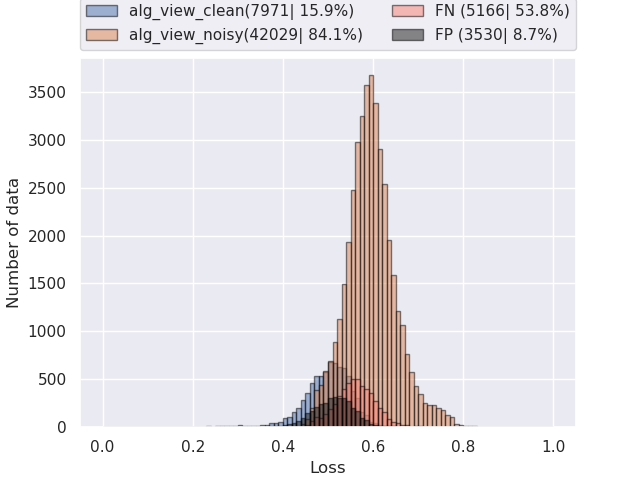 alg_view_clean(7971| 15.9%)
FN (5166| 53.8%)
alg_view_noisy(42029| 84.1%)
FP (3530| 8.7%)
3500
3000
2500
2000
1500
1000
500
0
Number of data
0.0 0.2 0.4 0.6 0.8 1.0
Loss